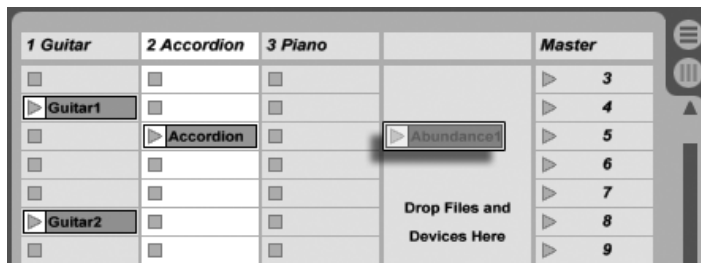 1 Guitar 2 Accordion 3 Piano Master
3
Guitar1 4
Accordion Abundance1 5
6
7
Drop Files and
Guitar2 8
Devices Here
9